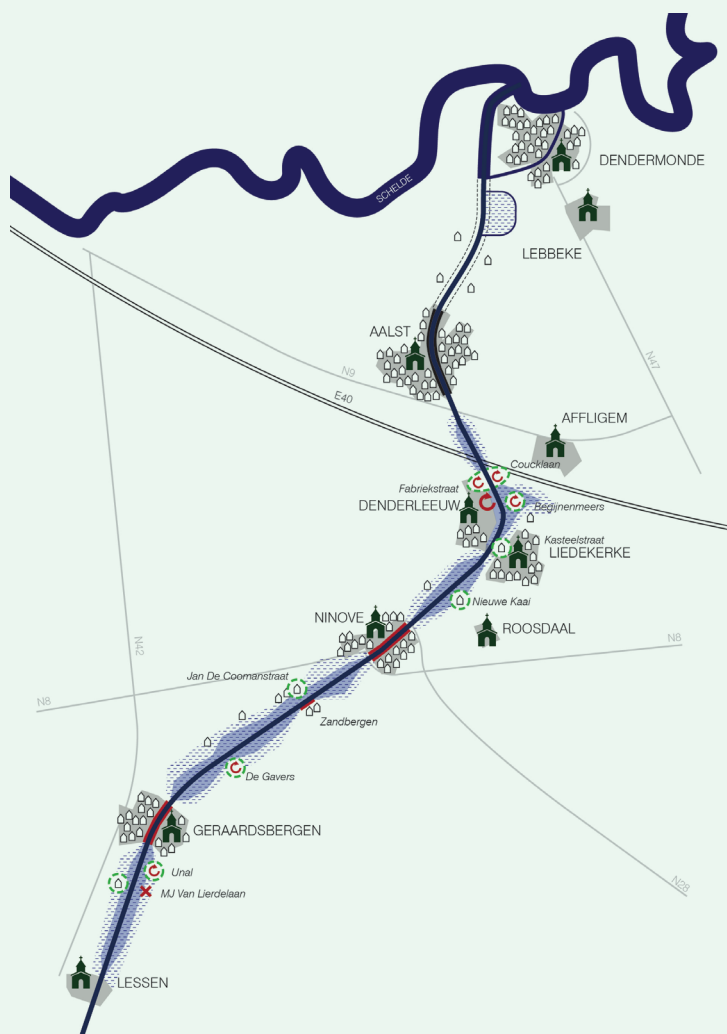 DENDERMONDE
SCHELDE
LEBBEKE
AALST
N9
N47
E40
AFFLIGEM
Coucklaan
Fabriekstraat
DENDERLEEUW
Begijnenmeers
Kasteelstraat
LIEDEKERKE
Nieuwe Kaai
NINOVE
ROOSDAAL
N42
N8
Jan De Coomanstraat
N8
Zandbergen
De Gavers
GERAARDSBERGEN
Unal
N28
MJ Van Lierdelaan
LESSEN